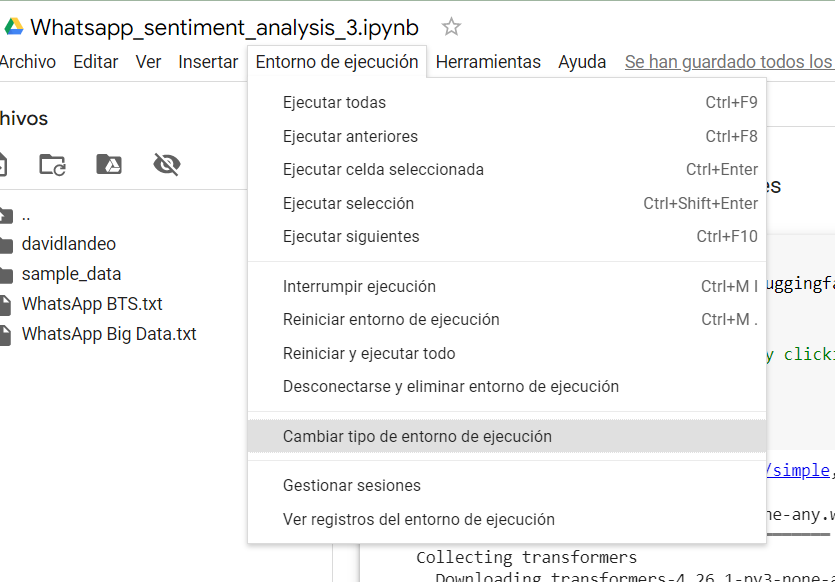 Whatsapp_sentiment_analysis_3.ipynb
Archivo Editar Ver Insertar Entorno de ejecución Herramientas Ayuda Se han guardado todos los
hivos
..
davidlandeo
sample_data
WhatsApp BTS.txt
WhatsApp Big Data.txt
Ejecutar todas Ctrl+F9
Ejecutar anteriores Ctrl+F8
Ejecutar celda seleccionada Ctrl+Enter
Ejecutar selección Ctrl+Shift+Enter
Ejecutar siguientes Ctrl+F10
Interrumpir ejecución Ctrl+M I
Reiniciar entorno de ejecución Ctrl+M .
Reiniciar y ejecutar todo
Desconectarse y eliminar entorno de ejecución
Cambiar tipo de entorno de ejecución
Gestionar sesiones
Ver registros del entorno de ejecución
es
uggingfa
y clicki
/simple,
ne-any.w
Collecting transformers
Downloading transformers-4.26.1-py3-none-a